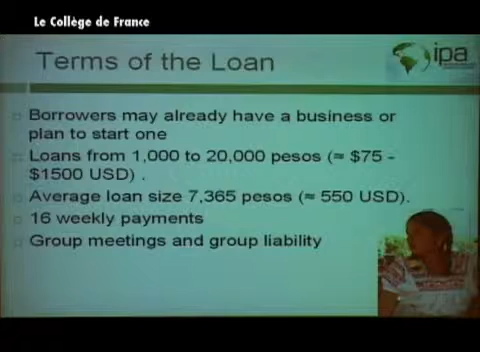 Le Collège de France
Terms of the Loan
ipa
Borrowers may already have a business or
plan to start one
Loans from 1,000 to 20,000 pesos (≈ $75 -
$1500 USD) .
Average loan size 7,365 pesos (≈ 550 USD).
16 weekly payments
Group meetings and group liability